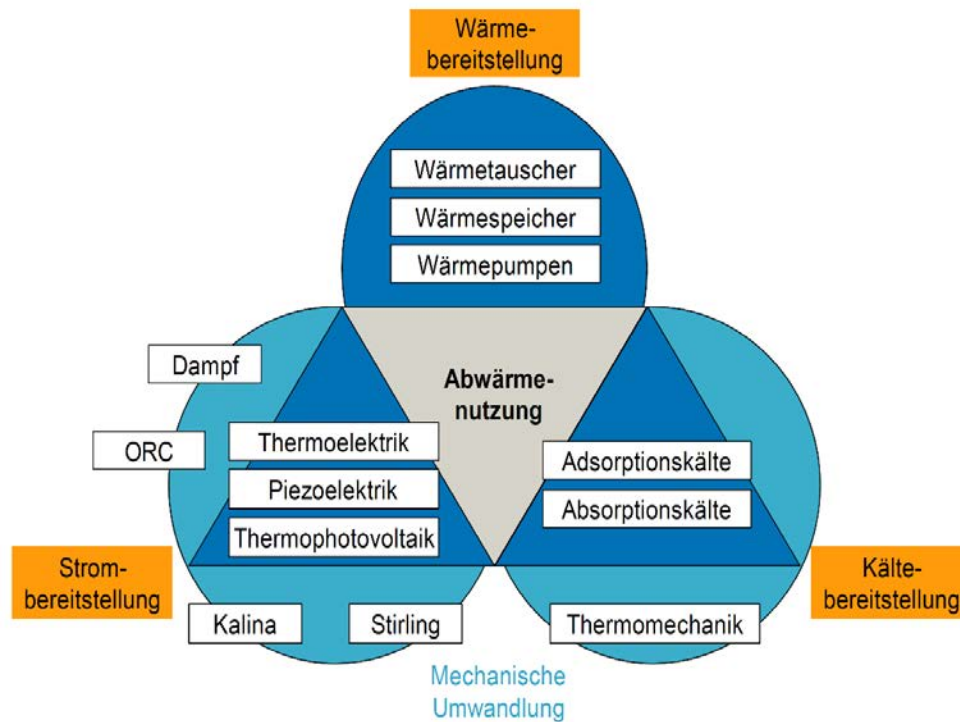 Wärme-
bereitstellung
Wärmetauscher
Wärmespeicher
Wärmepumpen
Abwärme-
nutzung
Dampf
ORC
Thermoelektrik
Piezoelektrik
Thermophotovoltaik
Adsorptionskälte
Absorptionskälte
Strom-
bereitstellung
Kälte-
bereitstellung
Kalina
Stirling
Thermomechanik
Mechanische
Umwandlung